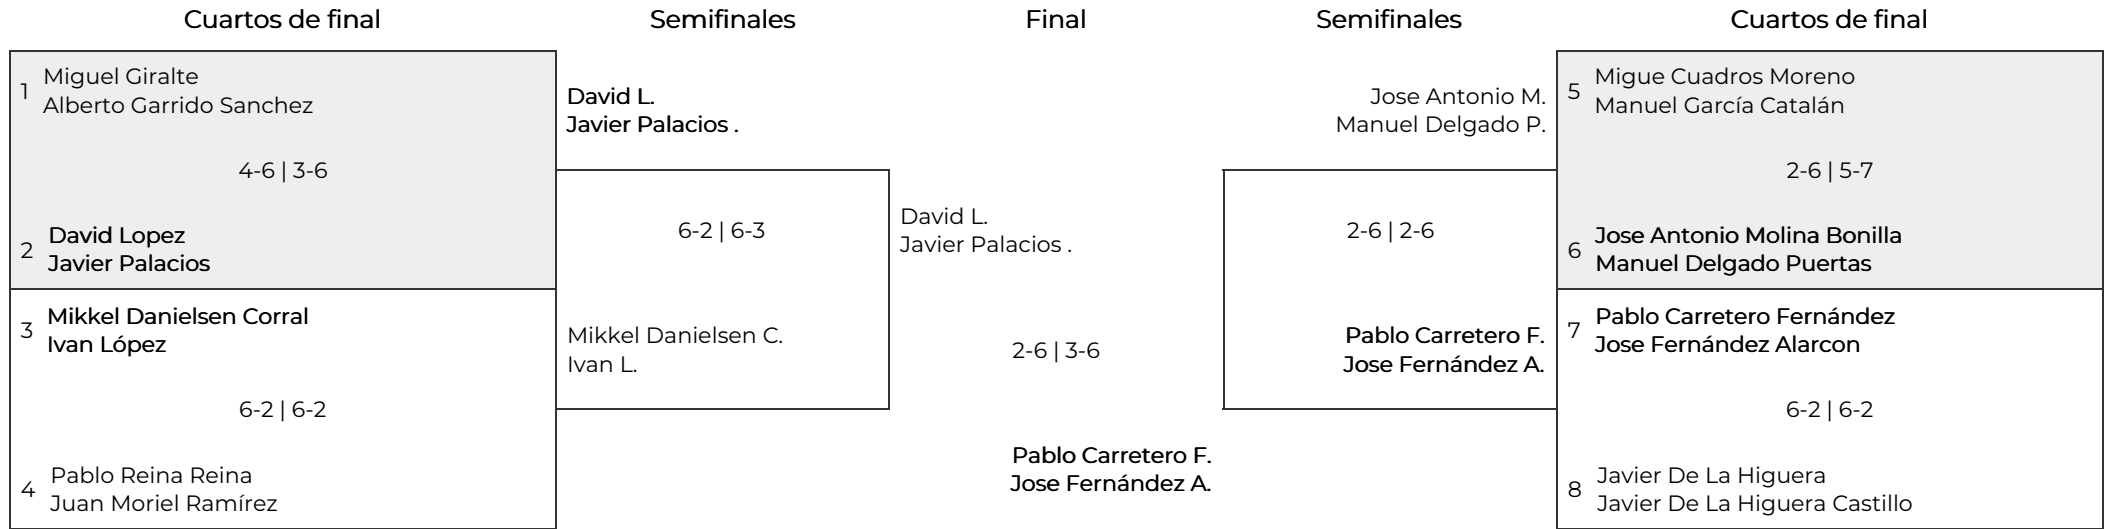 Cuartos de final
Semifinales
Final
Semifinales
Cuartos de final
1
Miguel Giralte
Alberto Garrido Sanchez
4-6 | 3-6
2
David Lopez
Javier Palacios
3
Mikkel Danielsen Corral
Ivan López
6-2 | 6-2
4
Pablo Reina Reina
Juan Moriel Ramírez
David L.
Javier Palacios .
6-2 | 6-3
Mikkel Danielsen C.
Ivan L.
David L.
Javier Palacios .
2-6 | 3-6
Pablo Carretero F.
Jose Fernández A.
Jose Antonio M.
Manuel Delgado P.
2-6 | 2-6
Pablo Carretero F.
Jose Fernández A.
5
Migue Cuadros Moreno
Manuel García Catalán
2-6 | 5-7
6
Jose Antonio Molina Bonilla
Manuel Delgado Puertas
7
Pablo Carretero Fernández
Jose Fernández Alarcon
6-2 | 6-2
8
Javier De La Higuera
Javier De La Higuera Castillo